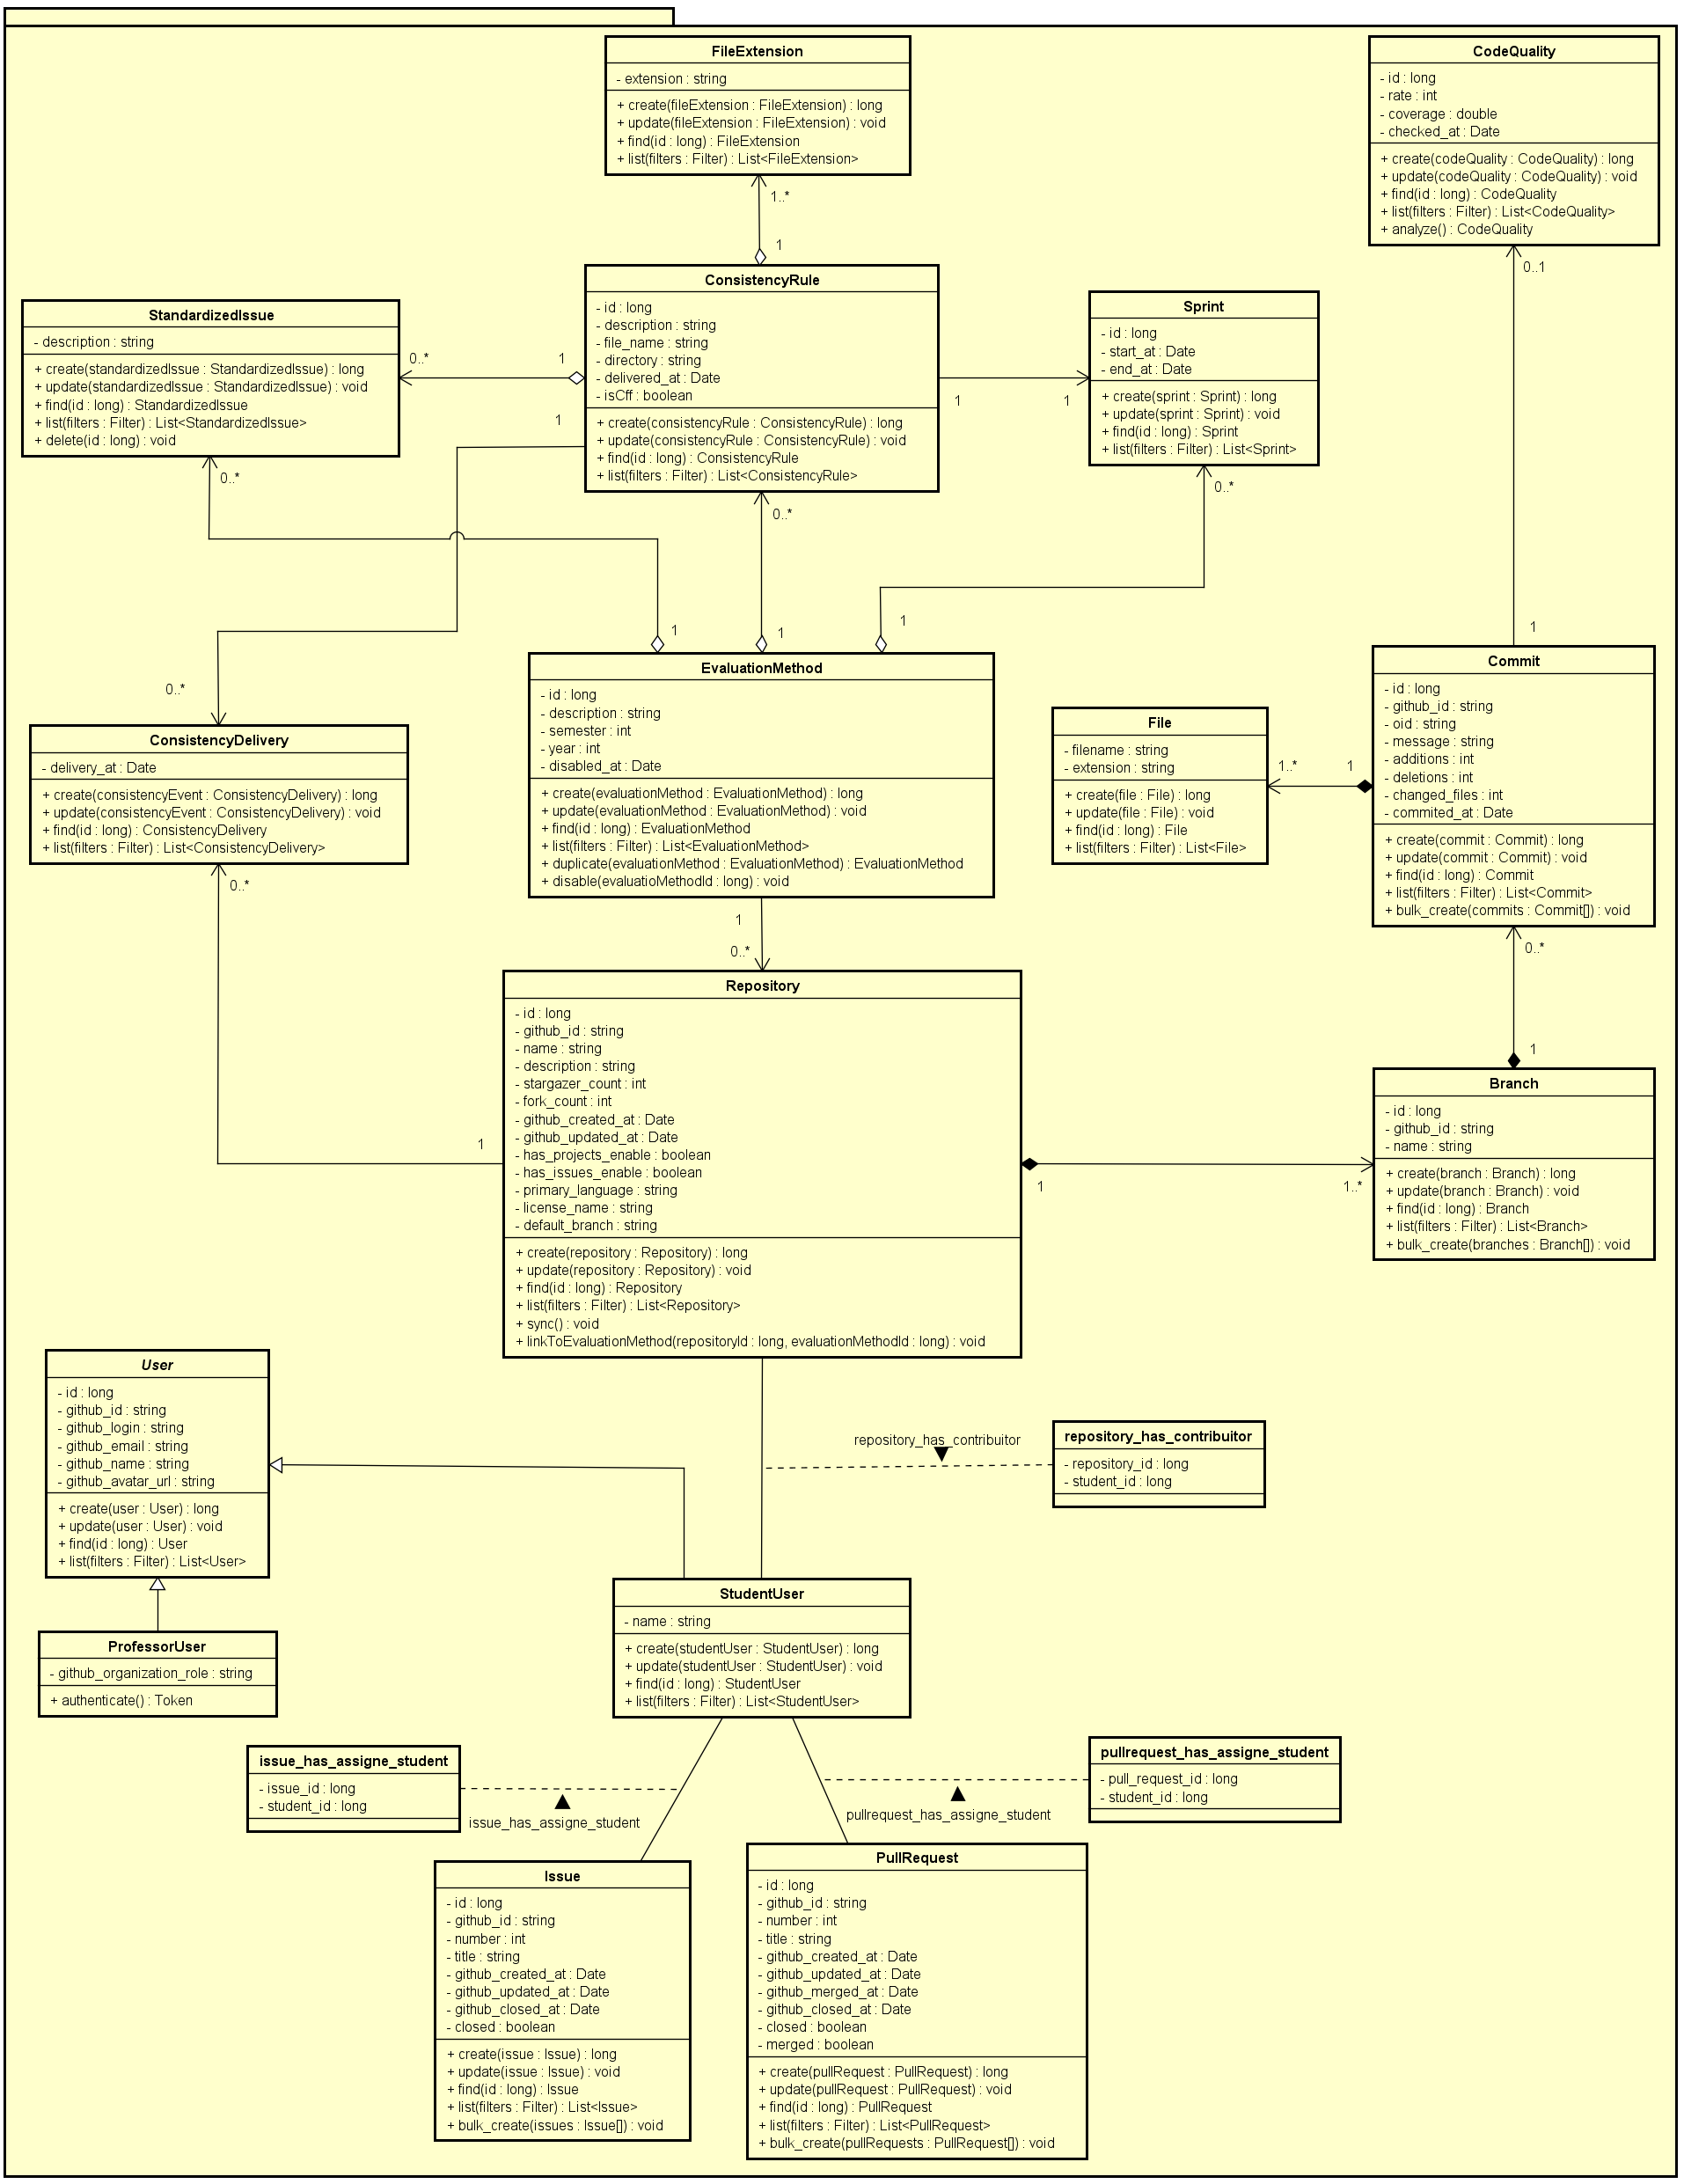 FileExtension
- extension : string
+ create(fileExtension : FileExtension) : long
+ update(fileExtension : FileExtension) : void
+ find(id : long) : FileExtension
+ list(filters : Filter) : List<FileExtension>
CodeQuality
- id : long
- rate : int
- coverage : double
- checked_at : Date
+ create(codeQuality : CodeQuality) : long
+ update(codeQuality : CodeQuality) : void
+ find(id : long) : CodeQuality
+ list(filters : Filter) : List<CodeQuality>
+ analyze() : CodeQuality
1..*
1
0..1
StandardizedIssue
- description : string
+ create(standardizedIssue : StandardizedIssue) : long
+ update(standardizedIssue : StandardizedIssue) : void
+ find(id : long) : StandardizedIssue
+ list(filters : Filter) : List<StandardizedIssue>
+ delete(id : long) : void
0..*
1
1
ConsistencyRule
- id : long
- description : string
- file_name : string
- directory : string
- delivered_at : Date
- isCff : boolean
+ create(consistencyRule : ConsistencyRule) : long
+ update(consistencyRule : ConsistencyRule) : void
+ find(id : long) : ConsistencyRule
+ list(filters : Filter) : List<ConsistencyRule>
1
1
Sprint
- id : long
- start_at : Date
- end_at : Date
+ create(sprint : Sprint) : long
+ update(sprint : Sprint) : void
+ find(id : long) : Sprint
+ list(filters : Filter) : List<Sprint>
0..*
0..*
0..*
1
1
1
1
0..*
ConsistencyDelivery
- delivery_at : Date
+ create(consistencyEvent : ConsistencyDelivery) : long
+ update(consistencyEvent : ConsistencyDelivery) : void
+ find(id : long) : ConsistencyDelivery
+ list(filters : Filter) : List<ConsistencyDelivery>
0..*
EvaluationMethod
- id : long
- description : string
- semester : int
- year : int
- disabled_at : Date
+ create(evaluationMethod : EvaluationMethod) : long
+ update(evaluationMethod : EvaluationMethod) : void
+ find(id : long) : EvaluationMethod
+ list(filters : Filter) : List<EvaluationMethod>
+ duplicate(evaluationMethod : EvaluationMethod) : EvaluationMethod
+ disable(evaluatioMethodId : long) : void
1
0..*
File
- filename : string
- extension : string
+ create(file : File) : long
+ update(file : File) : void
+ find(id : long) : File
+ list(filters : Filter) : List<File>
1..*
1
Commit
- id : long
- github_id : string
- oid : string
- message : string
- additions : int
- deletions : int
- changed_files : int
- commited_at : Date
+ create(commit : Commit) : long
+ update(commit : Commit) : void
+ find(id : long) : Commit
+ list(filters : Filter) : List<Commit>
+ bulk_create(commits : Commit[]) : void
0..*
1
Repository
- id : long
- github_id : string
- name : string
- description : string
- stargazer_count : int
- fork_count : int
- github_created_at : Date
- github_updated_at : Date
- has_projects_enable : boolean
- has_issues_enable : boolean
- primary_language : string
- license_name : string
- default_branch : string
+ create(repository : Repository) : long
+ update(repository : Repository) : void
+ find(id : long) : Repository
+ list(filters : Filter) : List<Repository>
+ sync() : void
+ linkToEvaluationMethod(repositoryId : long, evaluationMethodId : long) : void
1
1
1..*
Branch
- id : long
- github_id : string
- name : string
+ create(branch : Branch) : long
+ update(branch : Branch) : void
+ find(id : long) : Branch
+ list(filters : Filter) : List<Branch>
+ bulk_create(branches : Branch[]) : void
User
- id : long
- github_id : string
- github_login : string
- github_email : string
- github_name : string
- github_avatar_url : string
+ create(user : User) : long
+ update(user : User) : void
+ find(id : long) : User
+ list(filters : Filter) : List<User>
repository_has_contribuitor
repository_has_contribuitor
- repository_id : long
- student_id : long
ProfessorUser
- github_organization_role : string
+ authenticate() : Token
StudentUser
- name : string
+ create(studentUser : StudentUser) : long
+ update(studentUser : StudentUser) : void
+ find(id : long) : StudentUser
+ list(filters : Filter) : List<StudentUser>
issue_has_assigne_student
- issue_id : long
- student_id : long
issue_has_assigne_student
pullrequest_has_assigne_student
- pull_request_id : long
- student_id : long
pullrequest_has_assigne_student
Issue
- id : long
- github_id : string
- number : int
- title : string
- github_created_at : Date
- github_updated_at : Date
- github_closed_at : Date
- closed : boolean
+ create(issue : Issue) : long
+ update(issue : Issue) : void
+ find(id : long) : Issue
+ list(filters : Filter) : List<Issue>
+ bulk_create(issues : Issue[]) : void
PullRequest
- id : long
- github_id : string
- number : int
- title : string
- github_created_at : Date
- github_updated_at : Date
- github_merged_at : Date
- github_closed_at : Date
- closed : boolean
- merged : boolean
+ create(pullRequest : PullRequest) : long
+ update(pullRequest : PullRequest) : void
+ find(id : long) : PullRequest
+ list(filters : Filter) : List<PullRequest>
+ bulk_create(pullRequests : PullRequest[]) : void